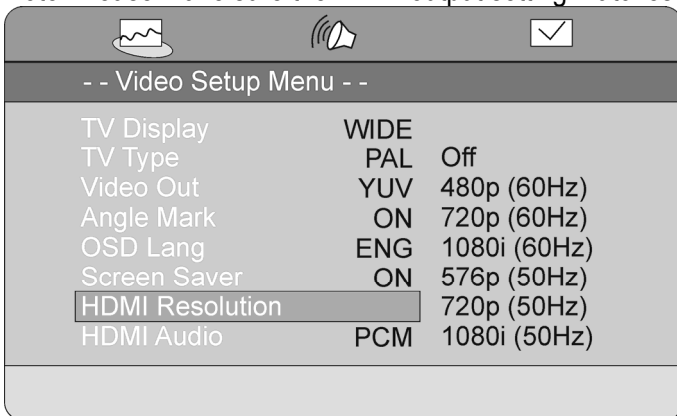 - - Video Setup Menu - -
TV Display WIDE
TV Type PAL Off
Video Out YUV 480p (60Hz)
Angle Mark ON 720p (60Hz)
OSD Lang ENG 1080i (60Hz)
Screen Saver ON 576p (50Hz)
HDMI Resolution 720p (50Hz)
HDMI Audio PCM 1080i (50Hz)